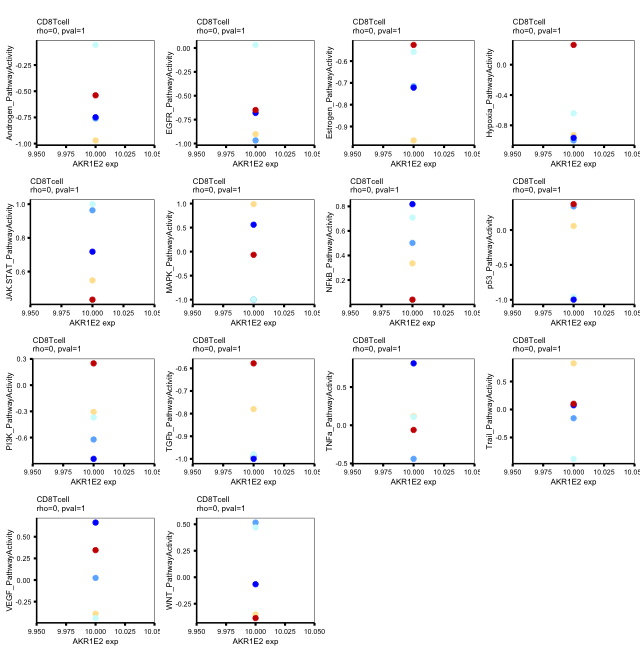 CD8Tcell
rho=0, pval=1
Androgen_PathwayActivity
-0.25
-0.50
-0.75
-1.00
9.950 9.975 10.000 10.025 10.05
AKR1E2 exp
CD8Tcell
rho=0, pval=1
EGFR_PathwayActivity
0.00
-0.25
-0.50
-0.75
-1.00
9.950 9.975 10.000 10.025 10.05
AKR1E2 exp
CD8Tcell
rho=0, pval=1
Estrogen_PathwayActivity
-0.6
-0.7
-0.8
-0.9
9.950 9.975 10.000 10.025 10.05
AKR1E2 exp
CD8Tcell
rho=0, pval=1
Hypoxia_PathwayActivity
0.0
-0.4
-0.8
9.950 9.975 10.000 10.025 10.05
AKR1E2 exp
CD8Tcell
rho=0, pval=1
JAK.STAT_PathwayActivity
1.0
0.8
0.6
9.950 9.975 10.000 10.025 10.05
AKR1E2 exp
CD8Tcell
rho=0, pval=1
MAPK_PathwayActivity
1.0
0.5
0.0
-0.5
-1.0
9.950 9.975 10.000 10.025 10.05
AKR1E2 exp
CD8Tcell
rho=0, pval=1
NFkB_PathwayActivity
0.8
0.6
0.4
0.2
9.950 9.975 10.000 10.025 10.05
AKR1E2 exp
CD8Tcell
rho=0, pval=1
p53_PathwayActivity
0.0
-0.5
-1.0
9.950 9.975 10.000 10.025 10.05
AKR1E2 exp
CD8Tcell
rho=0, pval=1
PI3K_PathwayActivity
0.3
0.0
-0.3
-0.6
9.950 9.975 10.000 10.025 10.05
AKR1E2 exp
CD8Tcell
rho=0, pval=1
TGFb_PathwayActivity
-0.6
-0.7
-0.8
-0.9
-1.0
9.950 9.975 10.000 10.025 10.05
AKR1E2 exp
CD8Tcell
rho=0, pval=1
TNFa_PathwayActivity
0.5
0.0
-0.5
9.950 9.975 10.000 10.025 10.05
AKR1E2 exp
CD8Tcell
rho=0, pval=1
Trail_PathwayActivity
0.5
0.0
-0.5
9.950 9.975 10.000 10.025 10.05
AKR1E2 exp
CD8Tcell
rho=0, pval=1
VEGF_PathwayActivity
0.50
0.25
0.00
-0.25
9.950 9.975 10.000 10.025 10.05
AKR1E2 exp
CD8Tcell
rho=0, pval=1
WNT_PathwayActivity
0.50
0.25
0.00
-0.25
9.950 9.975 10.000 10.025 10.050
AKR1E2 exp